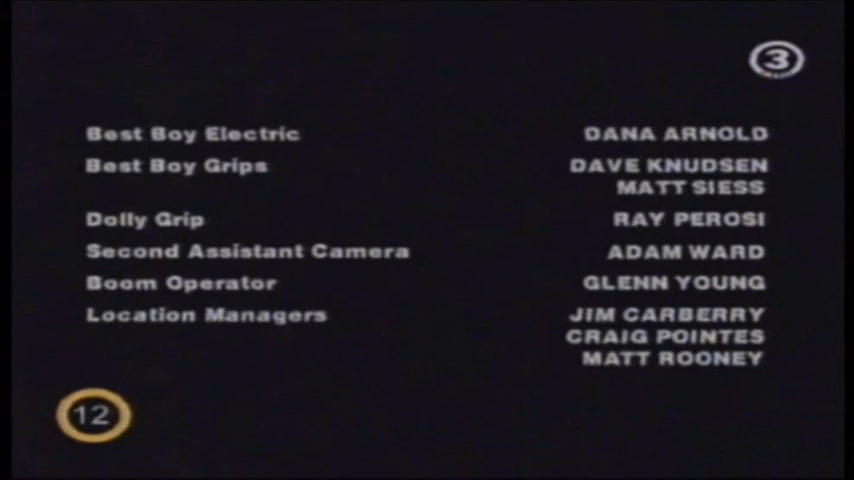 3
Best Boy Electric DANA ARNOLD
Best Boy Grips DAVE KNUDSEN
MATT SIESS
Dolly Grip RAY PEROSI
Second Assistant Camera ADAM WARD
Boom Operator GLENN YOUNG
Location Managers JIM CARBERRY
CRAIG POINTES
MATT ROONEY
12